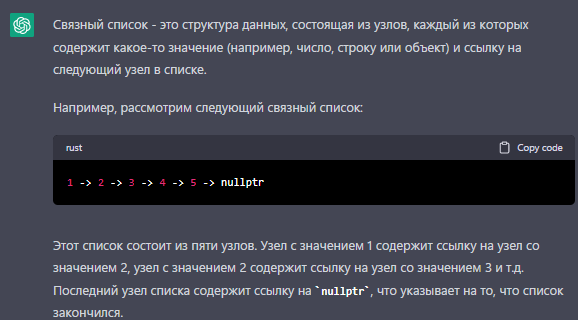 Связный список - это структура данных, состоящая из узлов, каждый из которых
содержит какое-то значение (например, число, строку или объект) и ссылку на
следующий узел в списке.
Например, рассмотрим следующий связный список:
rust Copy code
1 -> 2 -> 3 -> 4 -> 5 -> nullptr
Этот список состоит из пяти узлов. Узел с значением 1 содержит ссылку на узел со
значением 2, узел с значением 2 содержит ссылку на узел со значением 3 и т.д.
Последний узел списка содержит ссылку на `nullptr`, что указывает на то, что список
закончился.